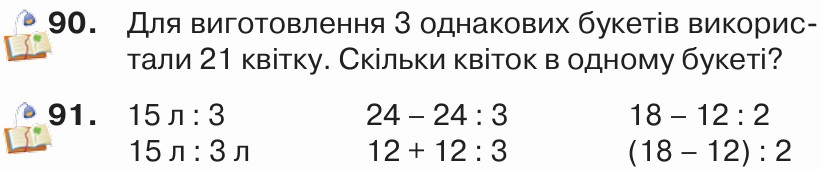 90. Для виготовлення 3 однакових букетів викорис-
тали 21 квітку. Скільки квіток в одному букеті?
91. 15 л : 3 24 – 24 : 3 18 – 12 : 2
15 л : 3 л 12 + 12 : 3 (18 – 12) : 2